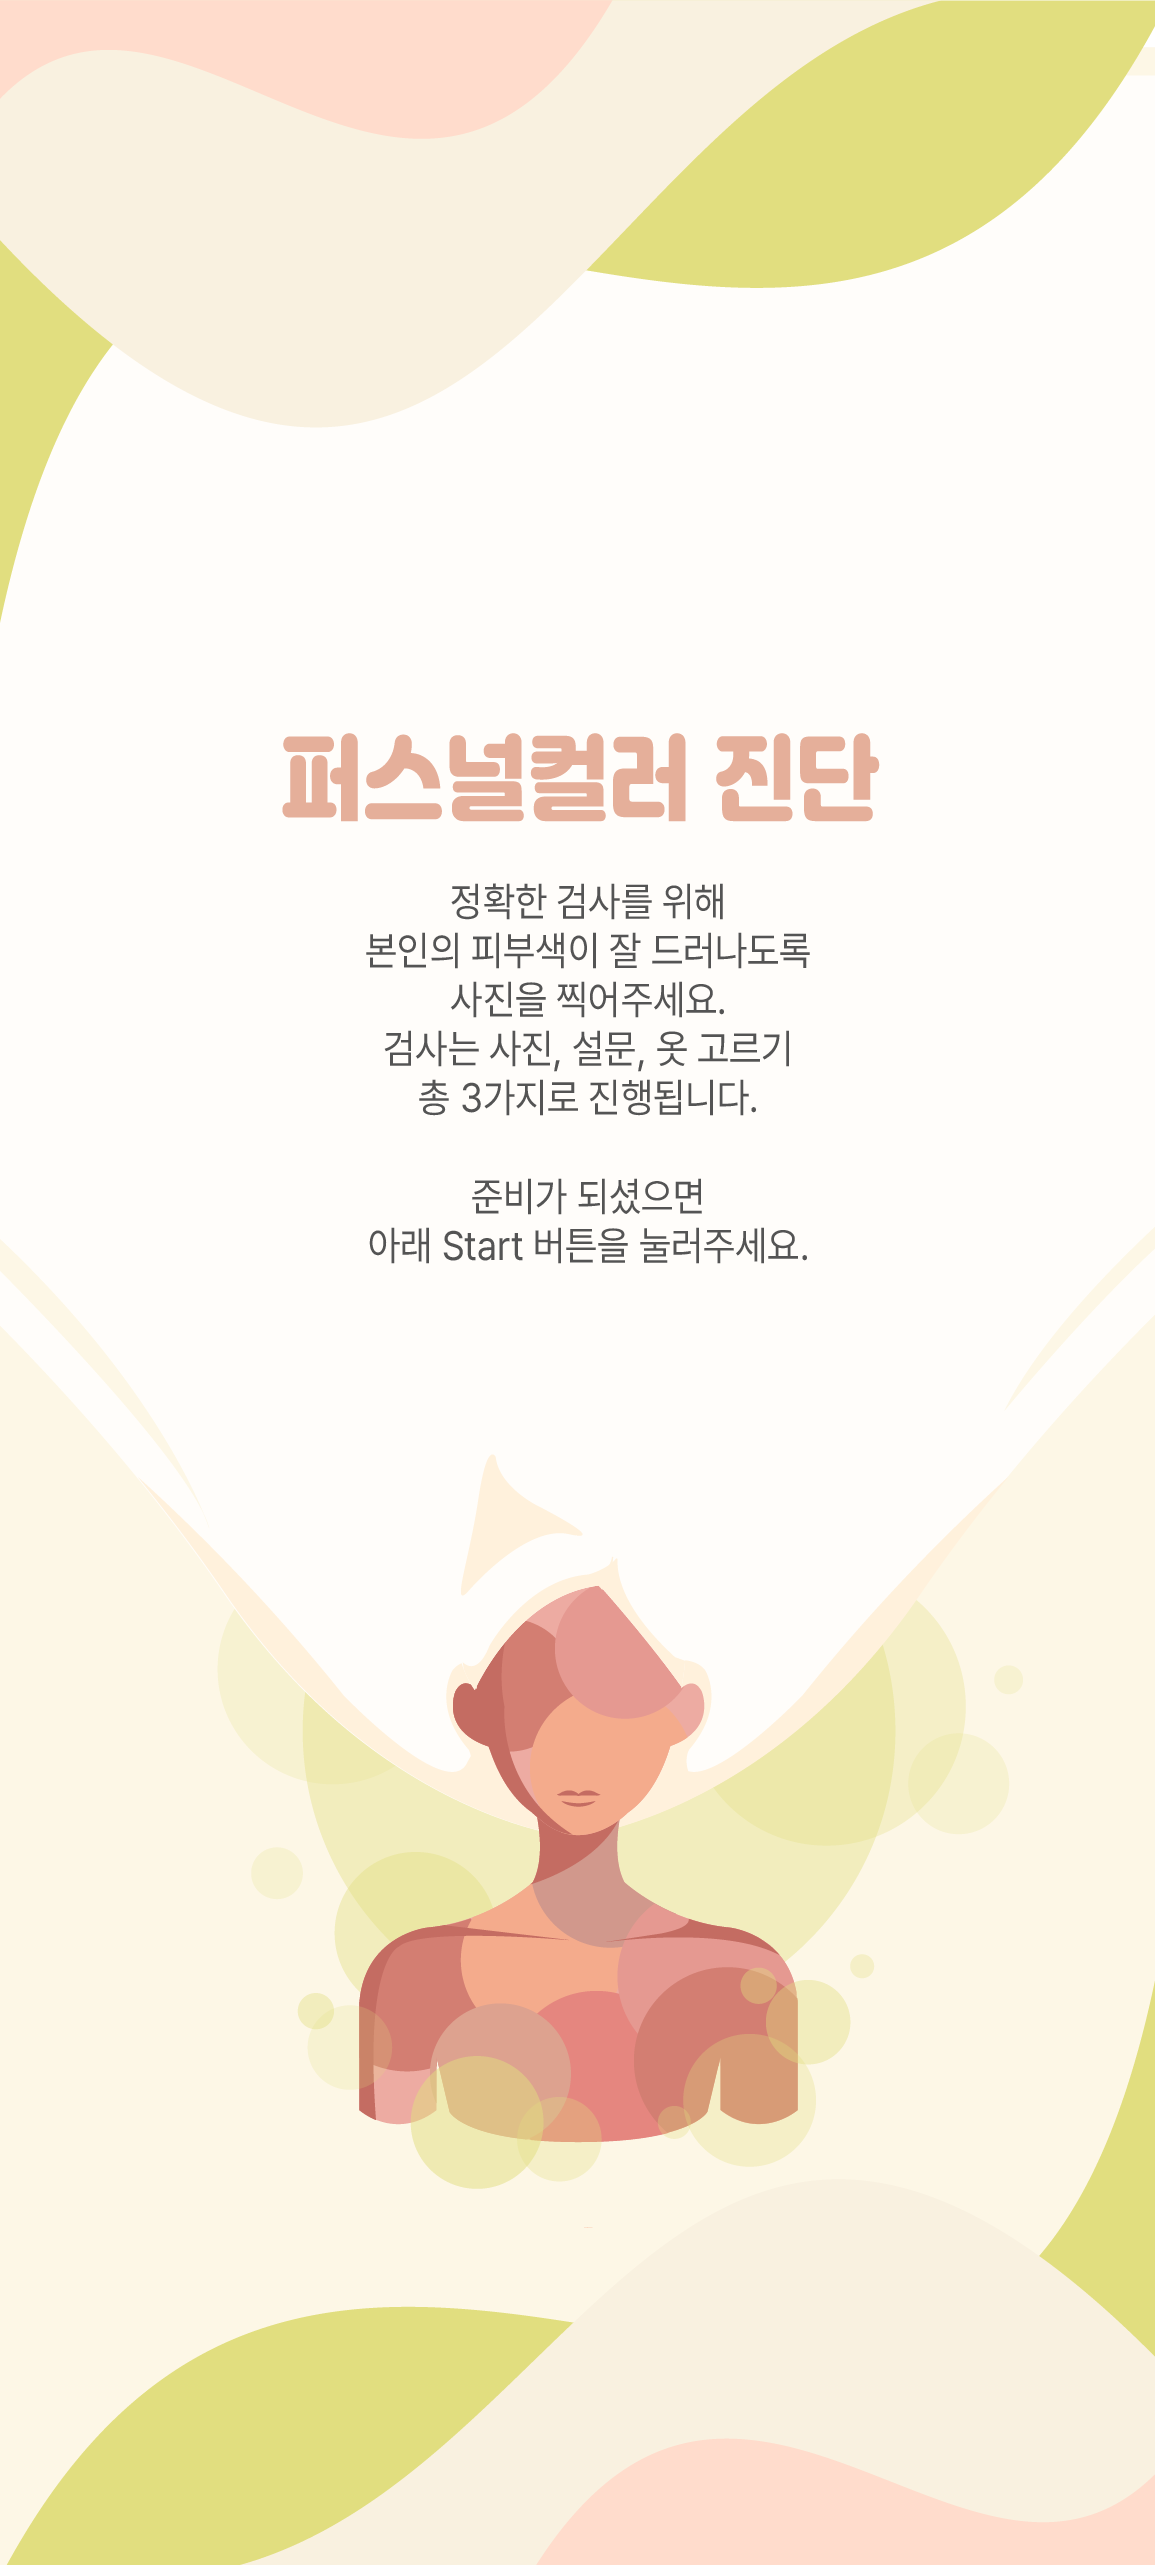 퍼스널컬러 진단
정확한 검사를 위해
본인의 피부색이 잘 드러나도록
사진을 찍어주세요.
검사는 사진, 설문, 옷 고르기
총 3가지로 진행됩니다.
준비가 되셨으면
아래 Start 버튼을 눌러주세요.